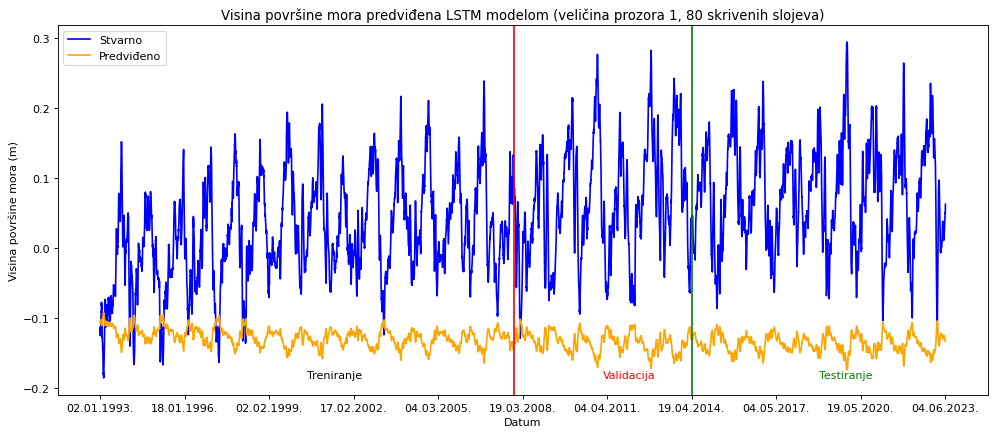 Visina površine mora predviđena LSTM modelom (veličina prozora 1, 80 skrivenih slojeva)
Stvarno
Predviđeno
0.3
0.2
0.1
0.0
−0.1
−0.2
Visina površine mora (m)
Treniranje
Validacija
Testiranje
02.01.1993. 18.01.1996. 02.02.1999. 17.02.2002. 04.03.2005. 19.03.2008. 04.04.2011. 19.04.2014. 04.05.2017. 19.05.2020. 04.06.2023.
Datum